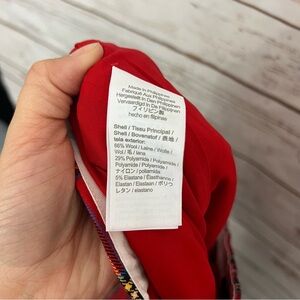 Made in Philippines
Fabriqué Aux Philippines
Hergestellt in Den Philippinen
Vervaardigd in De Filippijnen
フィリピン製
hecho en filipinas
Shell / Tissu Principal /
Shell / Bovenstof / 表地 /
tela exterior:
66% Wool / Laine / Wolle /
Wol / 毛 / lana
29% Polyamide / Polyamide /
Polyamide / Polyamide /
ナイロン / poliamida
5% Elastane / Élasthanne /
Elastan / Elastaan / ポリウ
レタン / elastano